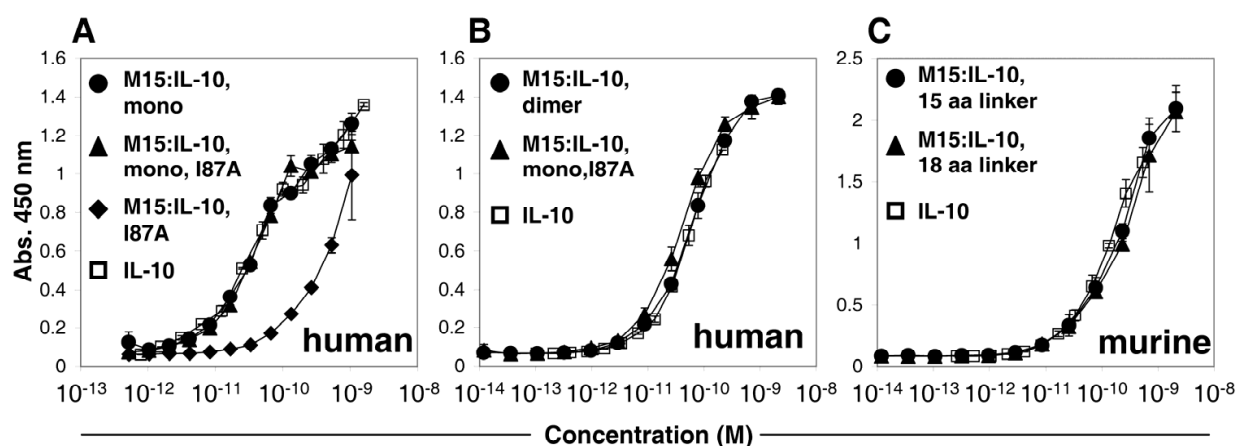 A
1.6
1.4
1.2
1
0.8
0.6
0.4
0.2
0
Abs. 450 nm
M15:IL-10,
mono
M15:IL-10,
mono, I87A
M15:IL-10,
I87A
IL-10
human
10-13 10-12 10-11 10-10 10-9 10-8
B
1.6
1.4
1.2
1
0.8
0.6
0.4
0.2
0
M15:IL-10,
dimer
M15:IL-10,
mono,I87A
IL-10
human
10-14 10-13 10-12 10-11 10-10 10-9 10-8
C
2.5
2
1.5
1
0.5
0
M15:IL-10,
15 aa linker
M15:IL-10,
18 aa linker
IL-10
murine
10-14 10-13 10-12 10-11 10-10 10-9 10-8
Concentration (M)